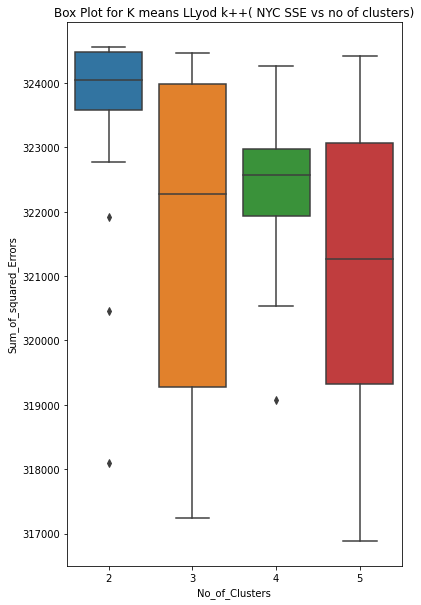 Box Plot for K means LLyod k++( NYC SSE vs no of clusters)
324000
323000
322000
321000
320000
319000
318000
317000
Sum_of_squared_Errors
2 3 4 5
No_of_Clusters